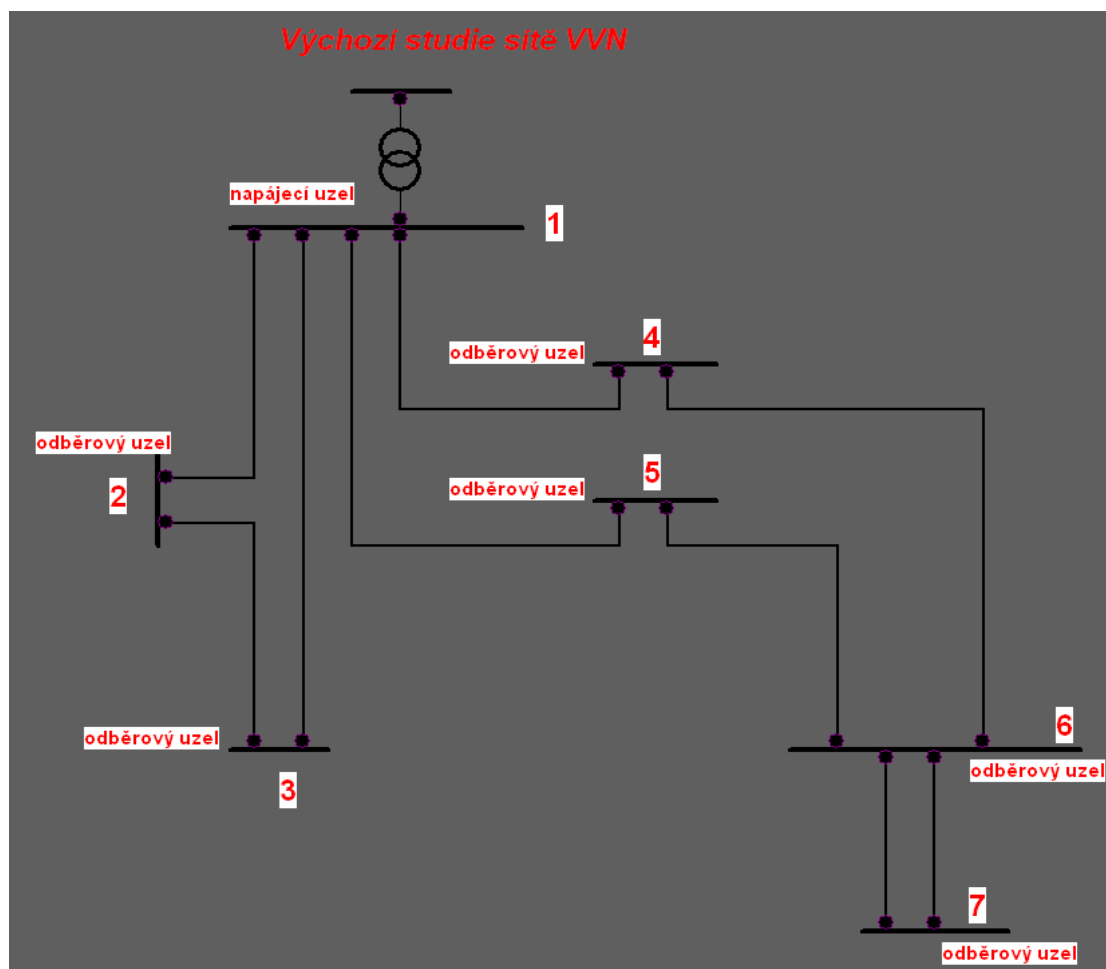 Výchozí studie sítě VVN
napájecí uzel
1
odběrový uzel
4
odběrový uzel
2
odběrový uzel
5
odběrový uzel
3
6
odběrový uzel
7
odběrový uzel